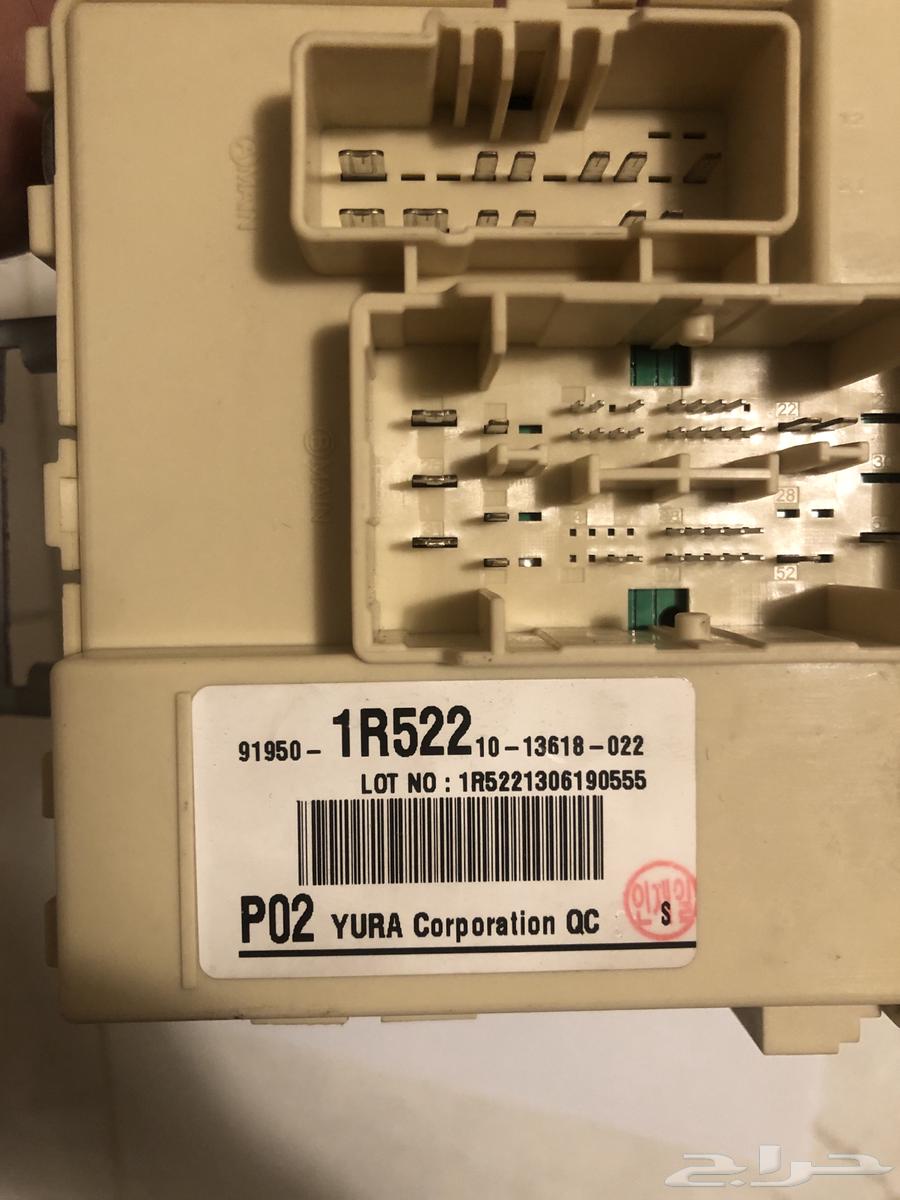 22
28
52
91950-1R522 10-13618-022
LOT NO : 1R5221306190555
P02 YURA Corporation QC
S
حراج